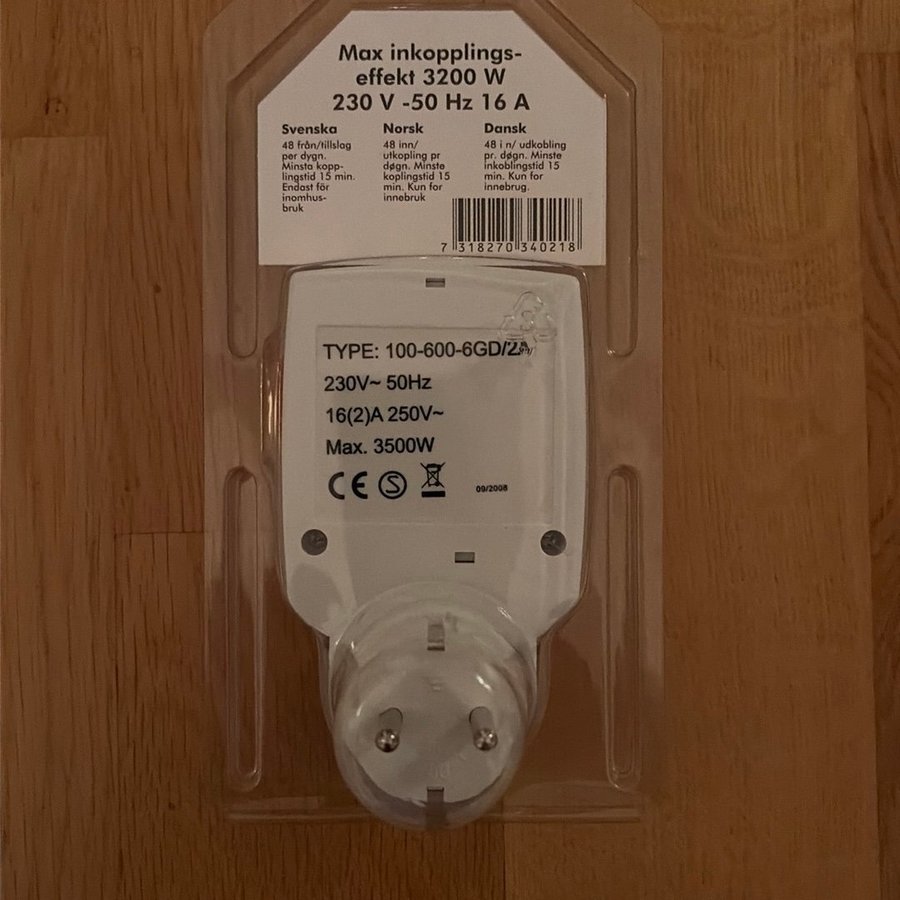 Max inkopplings-
effekt 3200 W
230 V -50 Hz 16 A
Svenska
48 från/tillslag
per dygn.
Minsta kopp-
lingstid 15 min.
Endast för
inomhus-
bruk
Norsk
48 inn/
utkopling pr
døgn. Minste
koplingstid 15
min. Kun for
innebruk
Dansk
48 i n/ udkobling
pr. døgn. Minste
inkoblingstid 15
min. Kun for
innebrug.
7 318270 340218
TYPE: 100-600-6GD/2
230V~ 50Hz
16(2)A 250V~
Max. 3500W
CE S
09/2008